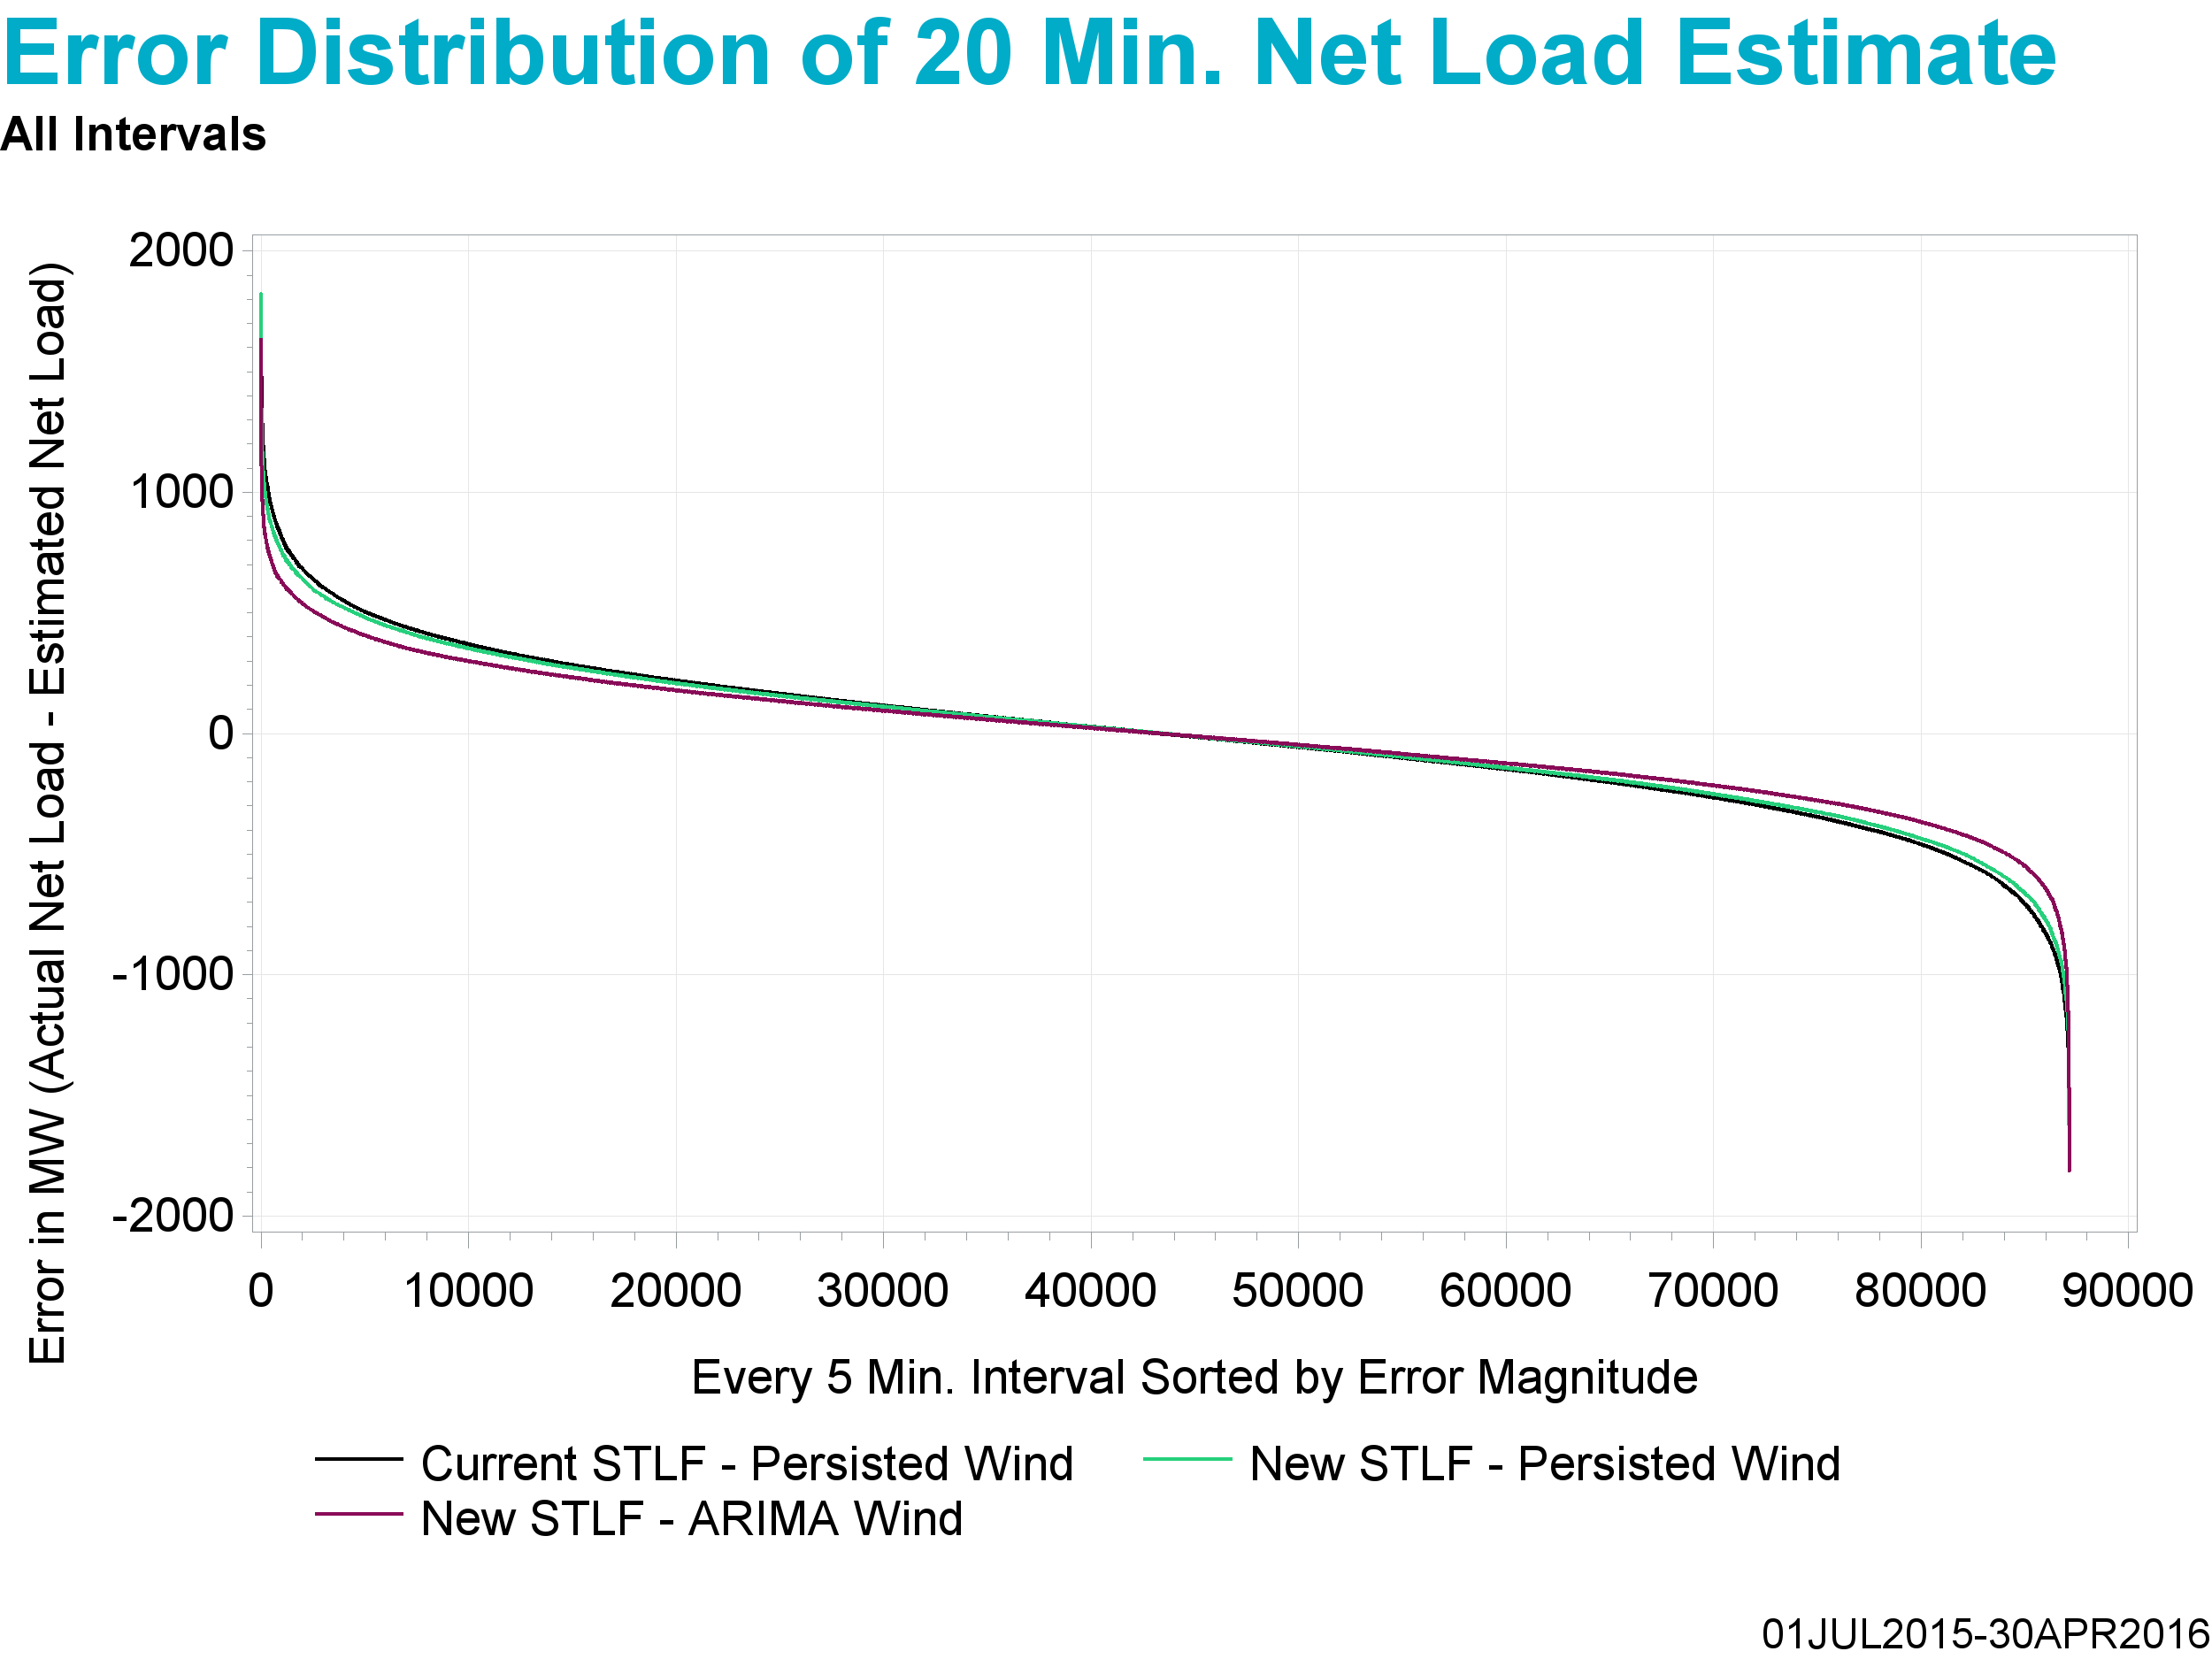 Error Distribution of 20 Min. Net Load Estimate
All Intervals
Error in MW (Actual Net Load - Estimated Net Load)
2000
1000
0
-1000
-2000
0 10000 20000 30000 40000 50000 60000 70000 80000 90000
Every 5 Min. Interval Sorted by Error Magnitude
Current STLF - Persisted Wind New STLF - Persisted Wind
New STLF - ARIMA Wind
01JUL2015-30APR2016